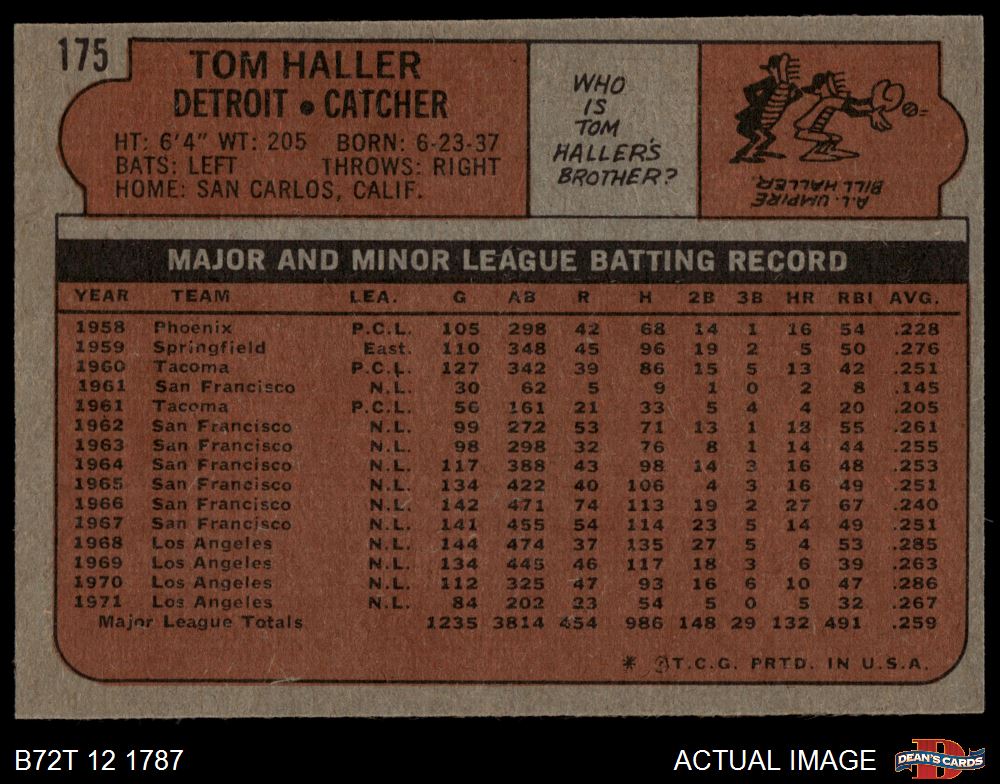 175
TOM HALLER
DETROIT • CATCHER
HT: 6'4" WT: 205 BORN: 6-23-37
BATS: LEFT THROWS: RIGHT
HOME: SAN CARLOS, CALIF.
WHO
IS
TOM
HALLER'S
BROTHER?
A.L. UMPIRE
BILL HALLER.
MAJOR AND MINOR LEAGUE BATTING RECORD
YEAR TEAM LEA. G AB R H 2B 3B HR RBI AVG.
1958 Phoenix P.C.L. 105 298 42 68 14 1 16 54 .228
1959 Springfield East. 110 348 45 96 19 2 5 50 .276
1960 Tacoma P.C.L. 127 342 39 86 15 5 13 42 .251
1961 San Francisco N.L. 30 62 5 9 1 0 2 8 .145
1961 Tacoma P.C.L. 56 161 21 33 5 4 4 20 .205
1962 San Francisco N.L. 99 272 53 71 13 1 18 55 .261
1963 San Francisco N.L. 98 298 32 76 8 1 14 44 .255
1964 San Francisco N.L. 117 388 43 98 14 3 16 48 .253
1965 San Francisco N.L. 134 422 40 106 4 3 16 49 .251
1966 San Francisco N.L. 142 471 74 113 19 2 27 67 .240
1967 San Francisco N.L. 141 455 54 114 23 5 14 49 .251
1968 Los Angeles N.L. 144 474 37 135 27 5 4 53 .285
1969 Los Angeles N.L. 134 445 46 117 18 3 6 39 .263
1970 Los Angeles N.L. 112 325 47 93 16 6 10 47 .286
1971 Los Angeles N.L. 84 202 23 54 5 0 5 32 .267
Major League Totals 1235 3814 454 986 148 29 132 491 .259
* ©T.C.G. PRTD. IN U.S.A.
B72T 12 1787
ACTUAL IMAGE
D
DEAN'S CARDS